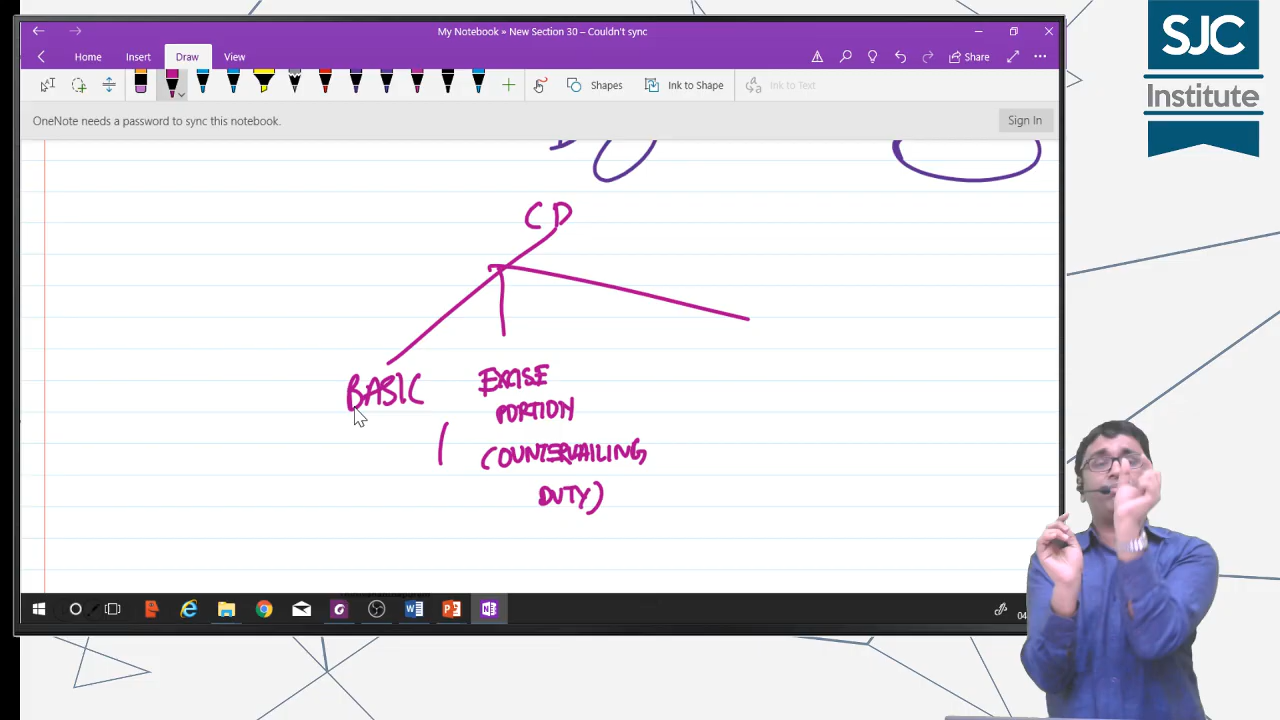 My Notebook » New Section 30 – Couldn't sync
Home Insert Draw View
Share
Shapes Ink to Shape Ink to Text
OneNote needs a password to sync this notebook.
Sign In
CD
BASIC
EXCISE
PORTION
(COUNTERVAILING
DUTY)
04
SJC
Institute